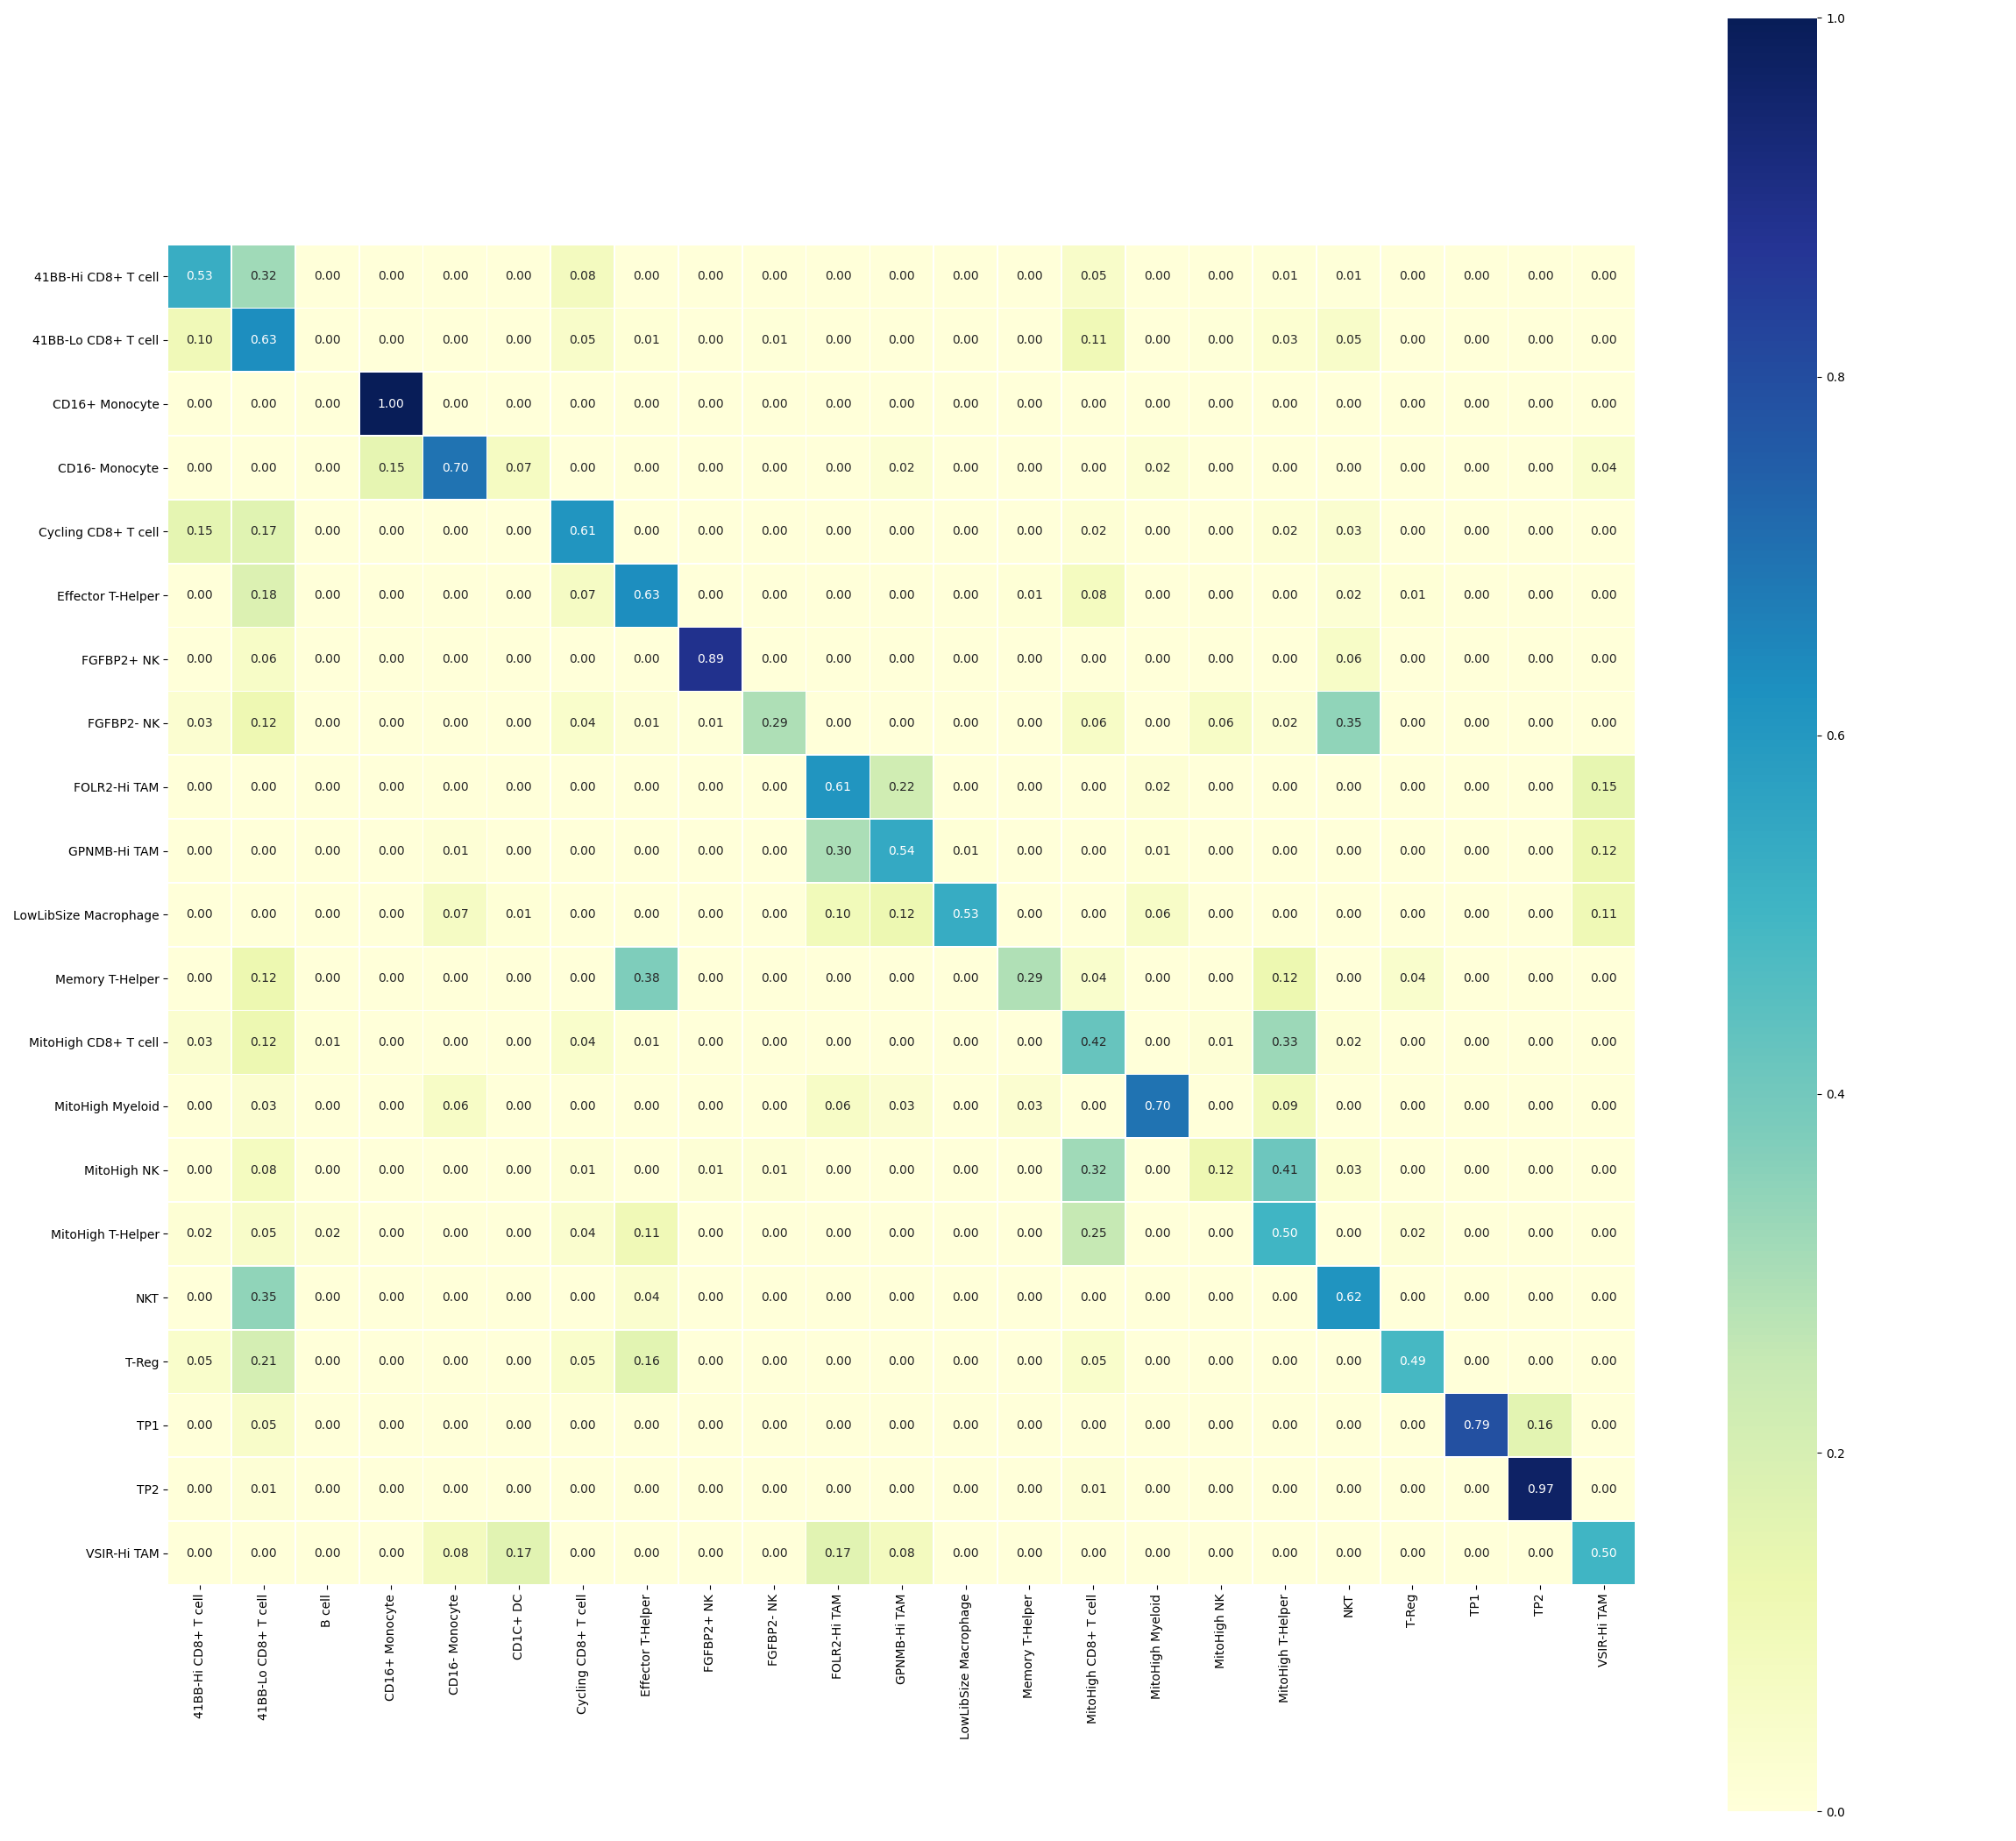 41BB-Hi CD8+ T cell 0.53 0.32 0.00 0.00 0.00 0.00 0.08 0.00 0.00 0.00 0.00 0.00 0.00 0.00 0.05 0.00 0.00 0.01 0.01 0.00 0.00 0.00 0.00
41BB-Lo CD8+ T cell 0.10 0.63 0.00 0.00 0.00 0.00 0.05 0.01 0.00 0.01 0.00 0.00 0.00 0.00 0.11 0.00 0.00 0.03 0.05 0.00 0.00 0.00 0.00
CD16+ Monocyte 0.00 0.00 0.00 1.00 0.00 0.00 0.00 0.00 0.00 0.00 0.00 0.00 0.00 0.00 0.00 0.00 0.00 0.00 0.00 0.00 0.00 0.00 0.00
CD16- Monocyte 0.00 0.00 0.00 0.15 0.70 0.07 0.00 0.00 0.00 0.00 0.00 0.02 0.00 0.00 0.00 0.02 0.00 0.00 0.00 0.00 0.00 0.00 0.04
Cycling CD8+ T cell 0.15 0.17 0.00 0.00 0.00 0.00 0.61 0.00 0.00 0.00 0.00 0.00 0.00 0.00 0.02 0.00 0.00 0.02 0.03 0.00 0.00 0.00 0.00
Effector T-Helper 0.00 0.18 0.00 0.00 0.00 0.00 0.07 0.63 0.00 0.00 0.00 0.00 0.00 0.01 0.08 0.00 0.00 0.00 0.02 0.01 0.00 0.00 0.00
FGFBP2+ NK 0.00 0.06 0.00 0.00 0.00 0.00 0.00 0.00 0.89 0.00 0.00 0.00 0.00 0.00 0.00 0.00 0.00 0.00 0.06 0.00 0.00 0.00 0.00
FGFBP2- NK 0.03 0.12 0.00 0.00 0.00 0.00 0.04 0.01 0.01 0.29 0.00 0.00 0.00 0.00 0.06 0.00 0.06 0.02 0.35 0.00 0.00 0.00 0.00
FOLR2-Hi TAM 0.00 0.00 0.00 0.00 0.00 0.00 0.00 0.00 0.00 0.00 0.61 0.22 0.00 0.00 0.00 0.02 0.00 0.00 0.00 0.00 0.00 0.00 0.15
GPNMB-Hi TAM 0.00 0.00 0.00 0.00 0.01 0.00 0.00 0.00 0.00 0.00 0.30 0.54 0.01 0.00 0.00 0.01 0.00 0.00 0.00 0.00 0.00 0.00 0.12
LowLibSize Macrophage 0.00 0.00 0.00 0.00 0.07 0.01 0.00 0.00 0.00 0.00 0.10 0.12 0.53 0.00 0.00 0.06 0.00 0.00 0.00 0.00 0.00 0.00 0.11
Memory T-Helper 0.00 0.12 0.00 0.00 0.00 0.00 0.00 0.38 0.00 0.00 0.00 0.00 0.00 0.29 0.04 0.00 0.00 0.12 0.00 0.04 0.00 0.00 0.00
MitoHigh CD8+ T cell 0.03 0.12 0.01 0.00 0.00 0.00 0.04 0.01 0.00 0.00 0.00 0.00 0.00 0.00 0.42 0.00 0.01 0.33 0.02 0.00 0.00 0.00 0.00
MitoHigh Myeloid 0.00 0.03 0.00 0.00 0.06 0.00 0.00 0.00 0.00 0.00 0.06 0.03 0.00 0.03 0.00 0.70 0.00 0.09 0.00 0.00 0.00 0.00 0.00
MitoHigh NK 0.00 0.08 0.00 0.00 0.00 0.00 0.01 0.00 0.01 0.01 0.00 0.00 0.00 0.00 0.32 0.00 0.12 0.41 0.03 0.00 0.00 0.00 0.00
MitoHigh T-Helper 0.02 0.05 0.02 0.00 0.00 0.00 0.04 0.11 0.00 0.00 0.00 0.00 0.00 0.00 0.25 0.00 0.00 0.50 0.00 0.02 0.00 0.00 0.00
NKT 0.00 0.35 0.00 0.00 0.00 0.00 0.00 0.04 0.00 0.00 0.00 0.00 0.00 0.00 0.00 0.00 0.00 0.00 0.62 0.00 0.00 0.00 0.00
T-Reg 0.05 0.21 0.00 0.00 0.00 0.00 0.05 0.16 0.00 0.00 0.00 0.00 0.00 0.00 0.05 0.00 0.00 0.00 0.00 0.49 0.00 0.00 0.00
TP1 0.00 0.05 0.00 0.00 0.00 0.00 0.00 0.00 0.00 0.00 0.00 0.00 0.00 0.00 0.00 0.00 0.00 0.00 0.00 0.00 0.79 0.16 0.00
TP2 0.00 0.01 0.00 0.00 0.00 0.00 0.00 0.00 0.00 0.00 0.00 0.00 0.00 0.00 0.01 0.00 0.00 0.00 0.00 0.00 0.00 0.97 0.00
VSIR-Hi TAM 0.00 0.00 0.00 0.00 0.08 0.17 0.00 0.00 0.00 0.00 0.17 0.08 0.00 0.00 0.00 0.00 0.00 0.00 0.00 0.00 0.00 0.00 0.50
41BB-Hi CD8+ T cell
41BB-Lo CD8+ T cell
B cell
CD16+ Monocyte
CD16- Monocyte
CD1C+ DC
Cycling CD8+ T cell
Effector T-Helper
FGFBP2+ NK
FGFBP2- NK
FOLR2-Hi TAM
GPNMB-Hi TAM
LowLibSize Macrophage
Memory T-Helper
MitoHigh CD8+ T cell
MitoHigh Myeloid
MitoHigh NK
MitoHigh T-Helper
NKT
T-Reg
TP1
TP2
VSIR-Hi TAM
1.0
0.8
0.6
0.4
0.2
0.0